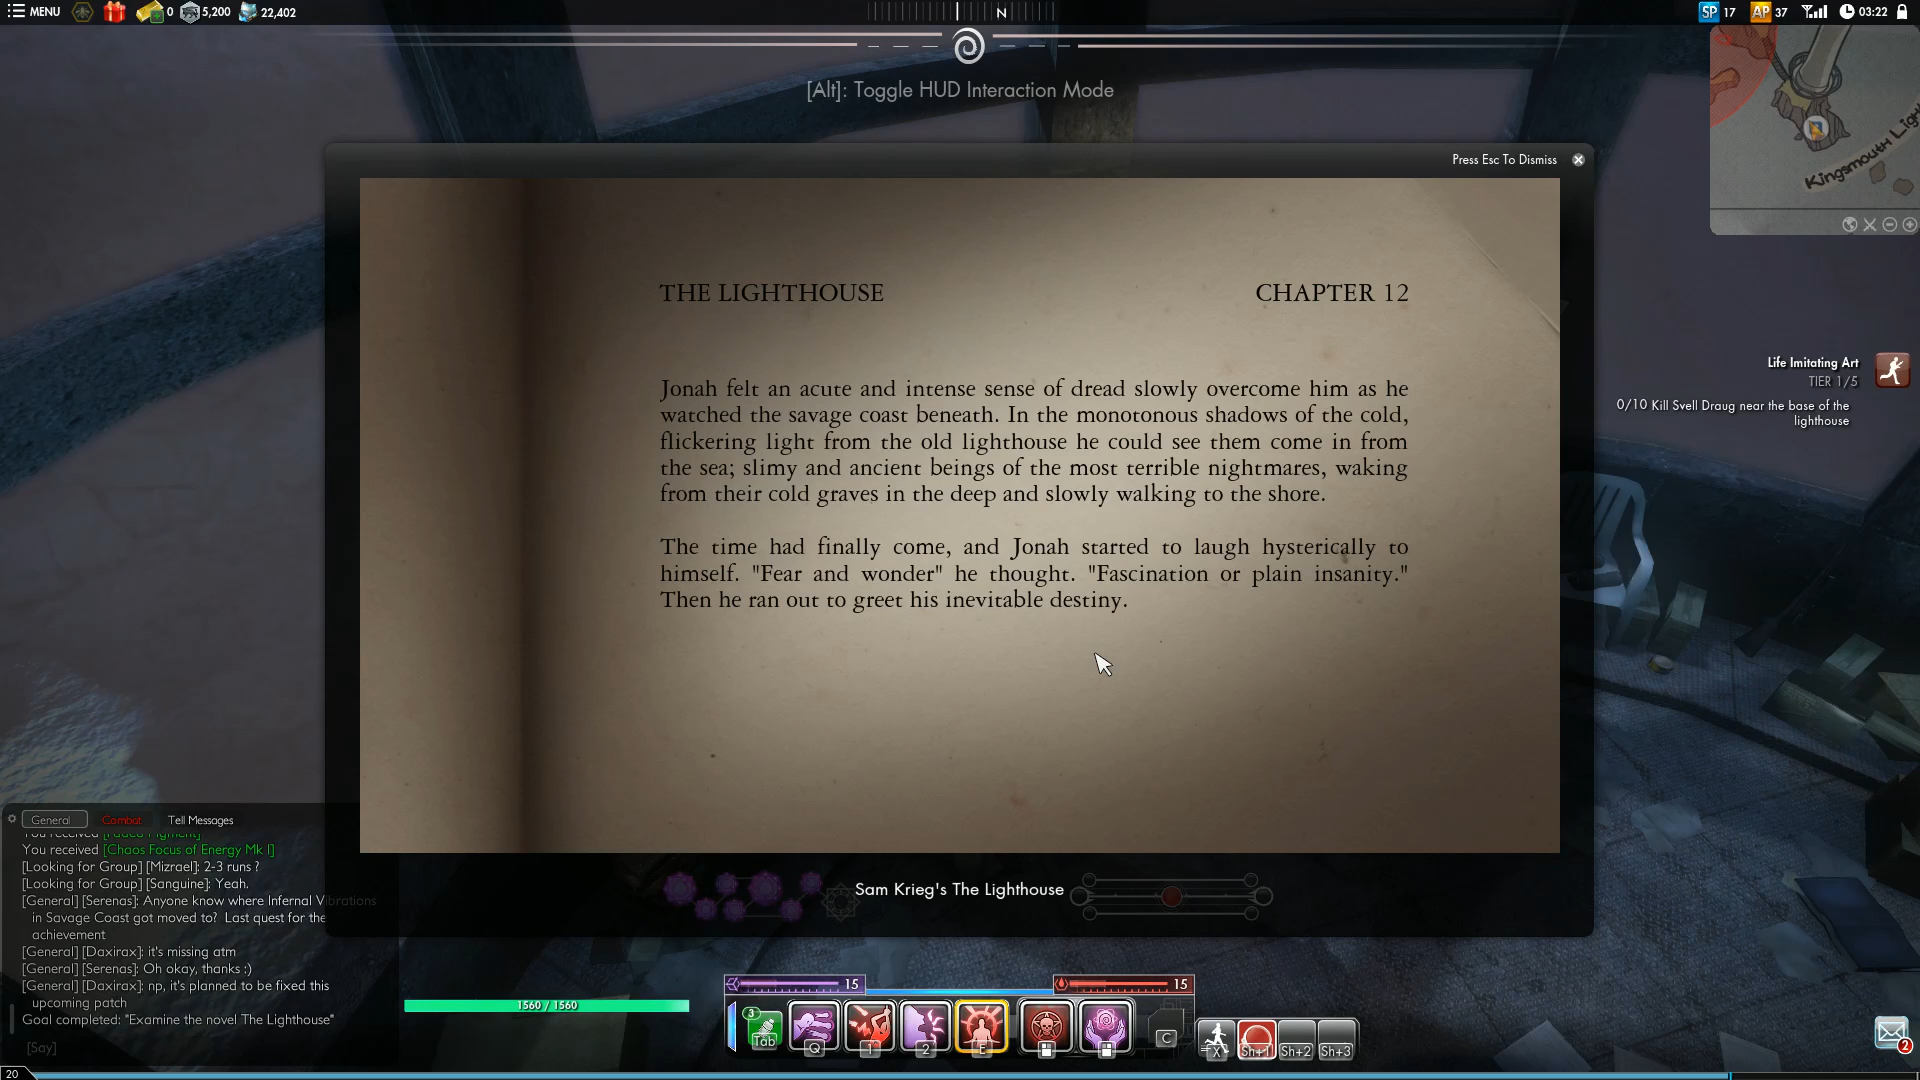 MENU 0 5,200 22,402 N SP 17 AP 37 03:22
[Alt]: Toggle HUD Interaction Mode
Press Esc To Dismiss
THE LIGHTHOUSE CHAPTER 12
Jonah felt an acute and intense sense of dread slowly overcome him as he
watched the savage coast beneath. In the monotonous shadows of the cold,
flickering light from the old lighthouse he could see them come in from
the sea; slimy and ancient beings of the most terrible nightmares, waking
from their cold graves in the deep and slowly walking to the shore.
The time had finally come, and Jonah started to laugh hysterically to
himself. "Fear and wonder" he thought. "Fascination or plain insanity."
Then he ran out to greet his inevitable destiny.
Sam Krieg's The Lighthouse
Kingsmouth
Life Imitating Art
TIER 1/5
0/10 Kill Svell Draug near the base of the
lighthouse
General Combat Tell Messages
You received [Faded Pigment]
You received [Chaos Focus of Energy Mk I]
[Looking for Group] [Mizrael]: 2-3 runs ?
[Looking for Group] [Sanguine]: Yeah.
[General] [Serenas]: Anyone know where Infernal Vibrations
in Savage Coast got moved to? Last quest for the
achievement
[General] [Daxirax]: it's missing atm
[General] [Serenas]: Oh okay, thanks :)
[General] [Daxirax]: np, it's planned to be fixed this
upcoming patch
Goal completed: "Examine the novel The Lighthouse"
[Say]
20
1560 / 1560
15 15
3 Tab Q 1 2 E C X Sh+1 Sh+2 Sh+3
2